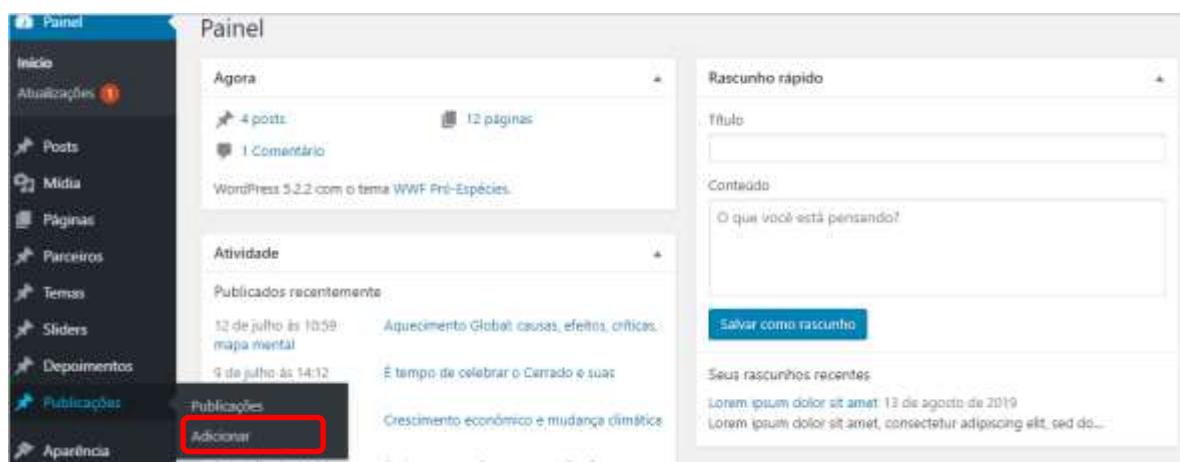 Painel
Início
Atualizações 1
Posts
Mídia
Páginas
Parceiros
Temas
Sliders
Depoimentos
Publicações
Aparência
Publicações
Adicionar
Painel
Agora
4 posts
12 páginas
1 Comentário
WordPress 5.2.2 com o tema WWF Pró-Espécies.
Atividade
Publicados recentemente
12 de julho às 10:59 Aquecimento Global: causas, efeitos, críticas,
mapa mental
9 de julho às 14:12 É tempo de celebrar o Cerrado e suas
Crescimento econômico e mudança climática
Rascunho rápido
Título
Conteúdo
O que você está pensando?
Salvar como rascunho
Seus rascunhos recentes
Lorem ipsum dolor sit amet 13 de agosto de 2019
Lorem ipsum dolor sit amet, consectetur adipiscing elit, sed do...